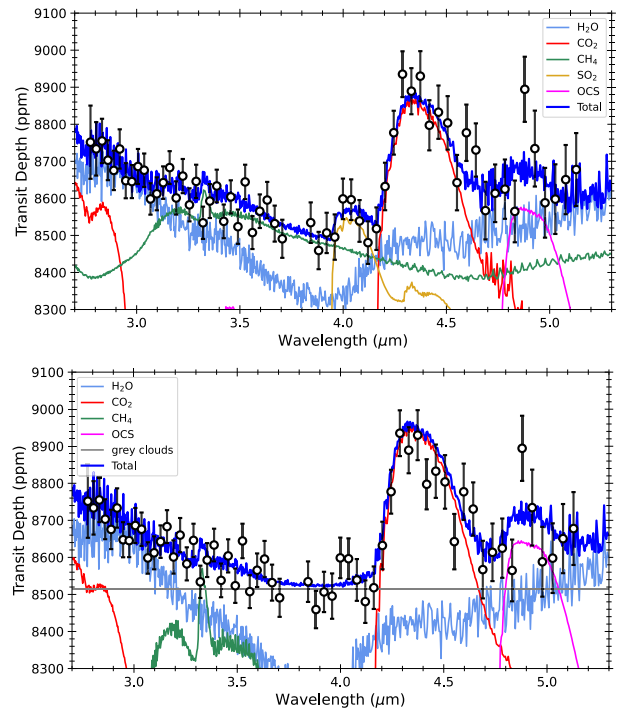 9100
9000
8900
8800
8700
8600
8500
8400
8300
Transit Depth (ppm)
H₂O
CO₂
CH₄
SO₂
OCS
Total
3.0 3.5 4.0 4.5 5.0
Wavelength (μm)
9100
9000
8900
8800
8700
8600
8500
8400
8300
Transit Depth (ppm)
H₂O
CO₂
CH₄
OCS
grey clouds
Total
3.0 3.5 4.0 4.5 5.0
Wavelength (μm)